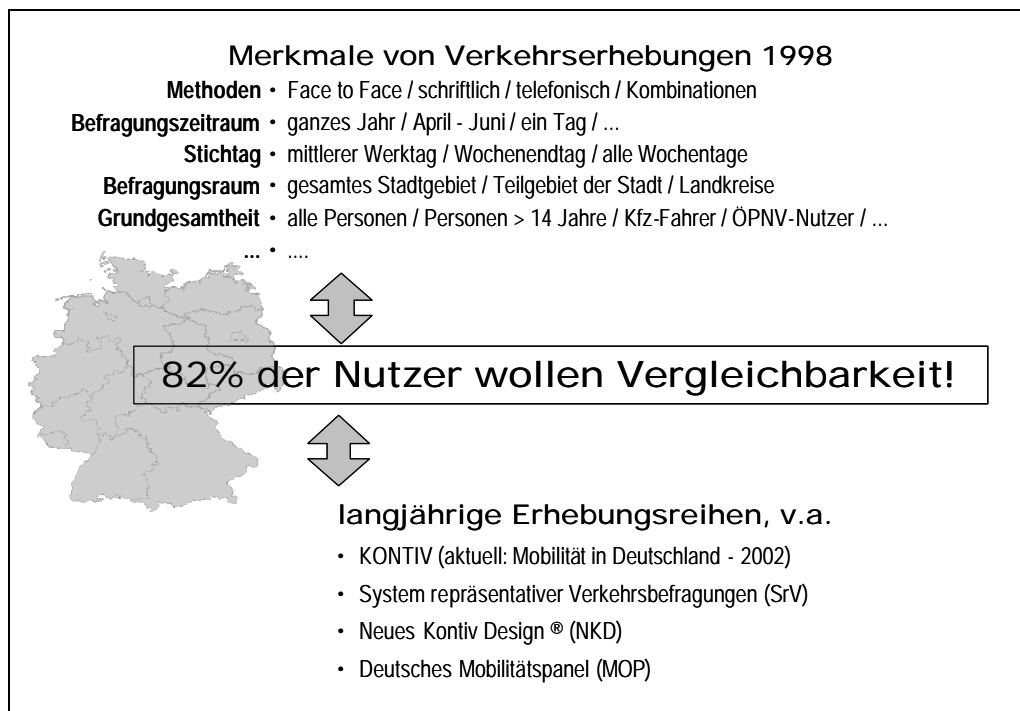 Merkmale von Verkehrserhebungen 1998
Methoden • Face to Face / schriftlich / telefonisch / Kombinationen
Befragungszeitraum • ganzes Jahr / April - Juni / ein Tag / ...
Stichtag • mittlerer Werktag / Wochenendtag / alle Wochentage
Befragungsraum • gesamtes Stadtgebiet / Teilgebiet der Stadt / Landkreise
Grundgesamtheit • alle Personen / Personen > 14 Jahre / Kfz-Fahrer / ÖPNV-Nutzer / ...
... • ....
82% der Nutzer wollen Vergleichbarkeit!
langjährige Erhebungsreihen, v.a.
• KONTIV (aktuell: Mobilität in Deutschland - 2002)
• System repräsentativer Verkehrsbefragungen (SrV)
• Neues Kontiv Design ® (NKD)
• Deutsches Mobilitätspanel (MOP)